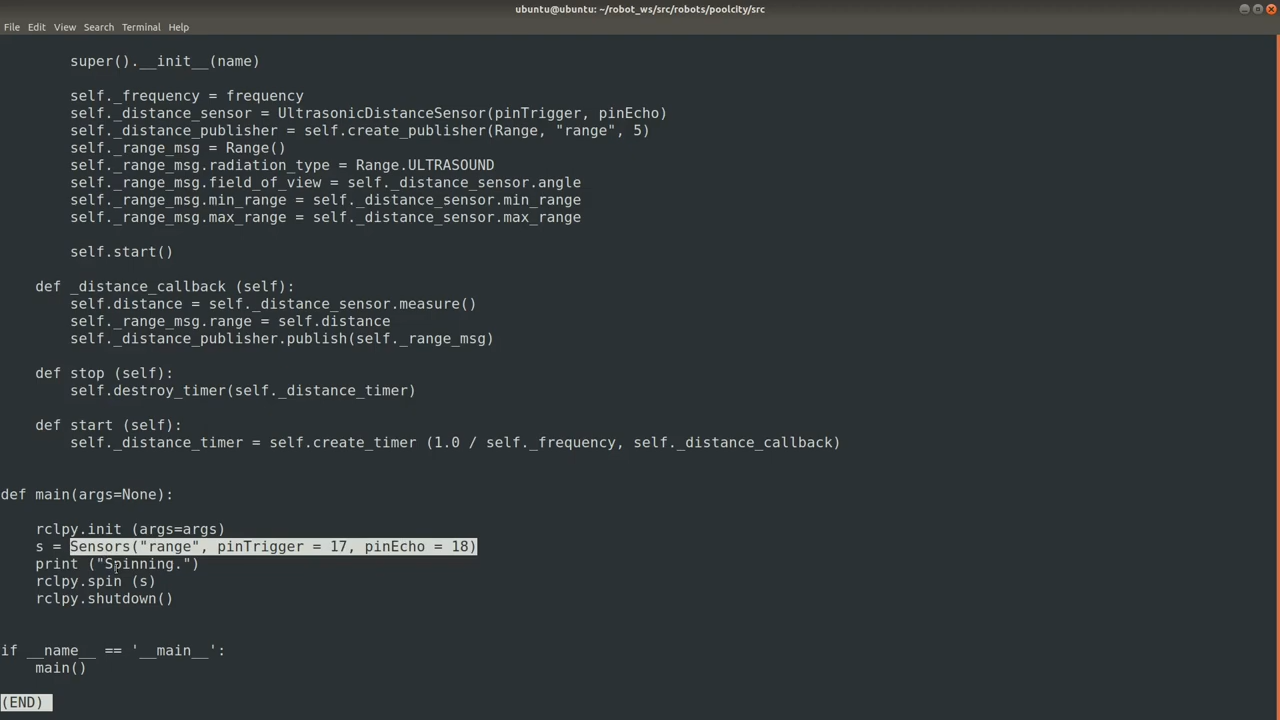 ubuntu@ubuntu: ~/robot_ws/src/robots/poolcity/src
File Edit View Search Terminal Help
        super().__init__(name)

        self._frequency = frequency
        self._distance_sensor = UltrasonicDistanceSensor(pinTrigger, pinEcho)
        self._distance_publisher = self.create_publisher(Range, "range", 5)
        self._range_msg = Range()
        self._range_msg.radiation_type = Range.ULTRASOUND
        self._range_msg.field_of_view = self._distance_sensor.angle
        self._range_msg.min_range = self._distance_sensor.min_range
        self._range_msg.max_range = self._distance_sensor.max_range

        self.start()

    def _distance_callback (self):
        self.distance = self._distance_sensor.measure()
        self._range_msg.range = self.distance
        self._distance_publisher.publish(self._range_msg)

    def stop (self):
        self.destroy_timer(self._distance_timer)

    def start (self):
        self._distance_timer = self.create_timer (1.0 / self._frequency, self._distance_callback)


def main(args=None):

    rclpy.init (args=args)
    s = Sensors("range", pinTrigger = 17, pinEcho = 18)
    print ("Spinning.")
    rclpy.spin (s)
    rclpy.shutdown()


if __name__ == '__main__':
    main()

(END)